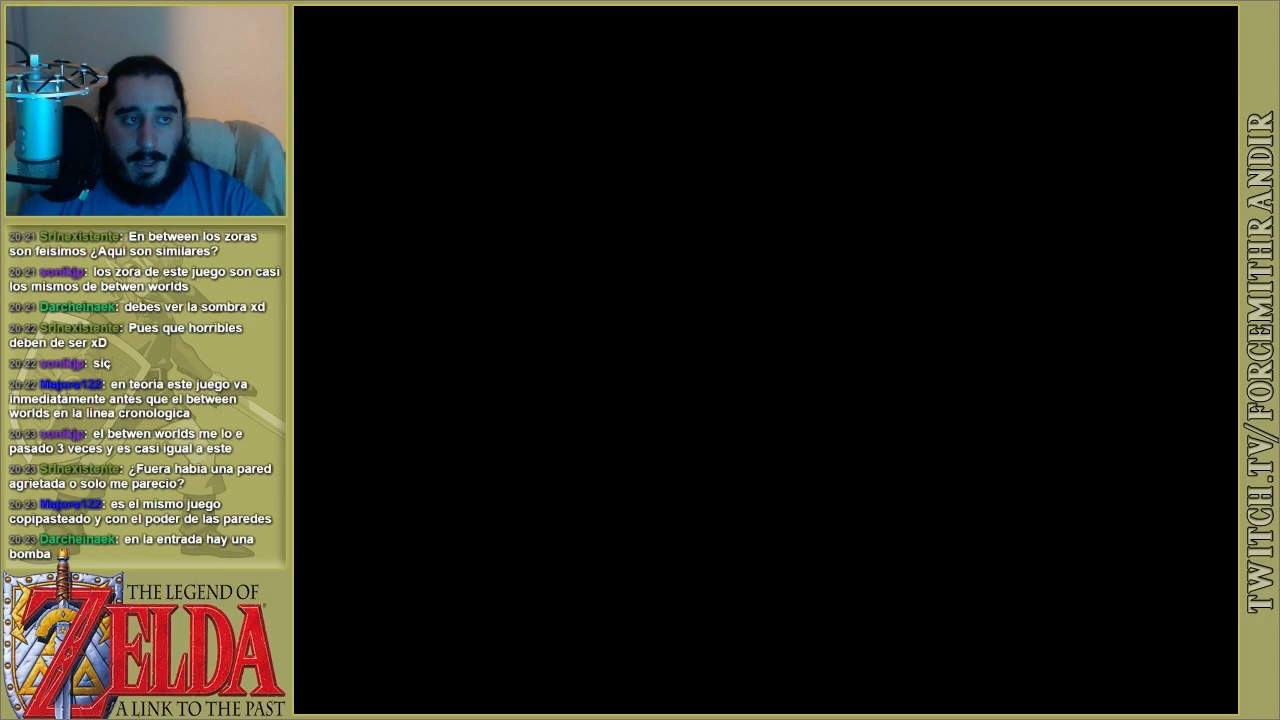 20:21 Srinexistente: En between los zoras
son feisimos ¿Aqui son similares?
20:21 sonikjp: los zora de este juego son casi
los mismos de betwen worlds
20:21 Darcheinaek: debes ver la sombra xd
20:22 Srinexistente: Pues que horribles
deben de ser xD
20:22 sonikjp: siç
20:22 Majora122: en teoría este juego va
inmediatamente antes que el between
worlds en la linea cronologica
20:23 sonikjp: el betwen worlds me lo e
pasado 3 veces y es casi igual a este
20:23 Srinexistente: ¿Fuera habia una pared
agrietada o solo me parecio?
20:23 Majora122: es el mismo juego
copipasteado y con el poder de las paredes
20:23 Darcheinaek: en la entrada hay una
bomba
THE LEGEND OF
ZELDA
A LINK TO THE PAST
TWITCH.TV/FORCEMITHRANDIR